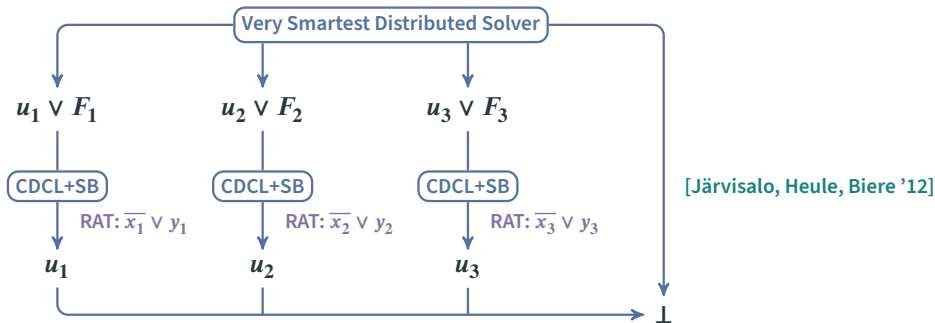 Very Smartest Distributed Solver
u₁ ∨ F₁ u₂ ∨ F₂ u₃ ∨ F₃
CDCL+SB CDCL+SB CDCL+SB [Järvisalo, Heule, Biere ’12]
RAT: x̅₁ ∨ y₁ RAT: x̅₂ ∨ y₂ RAT: x̅₃ ∨ y₃
u₁ u₂ u₃
⊥